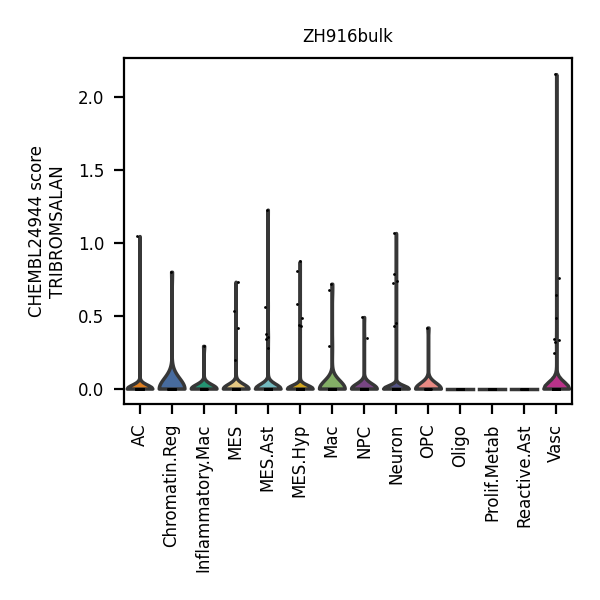 ZH916bulk
CHEMBL24944 score
TRIBROMSALAN
2.0
1.5
1.0
0.5
0.0
AC
Chromatin.Reg
Inflammatory.Mac
MES
MES.Ast
MES.Hyp
Mac
NPC
Neuron
OPC
Oligo
Prolif.Metab
Reactive.Ast
Vasc